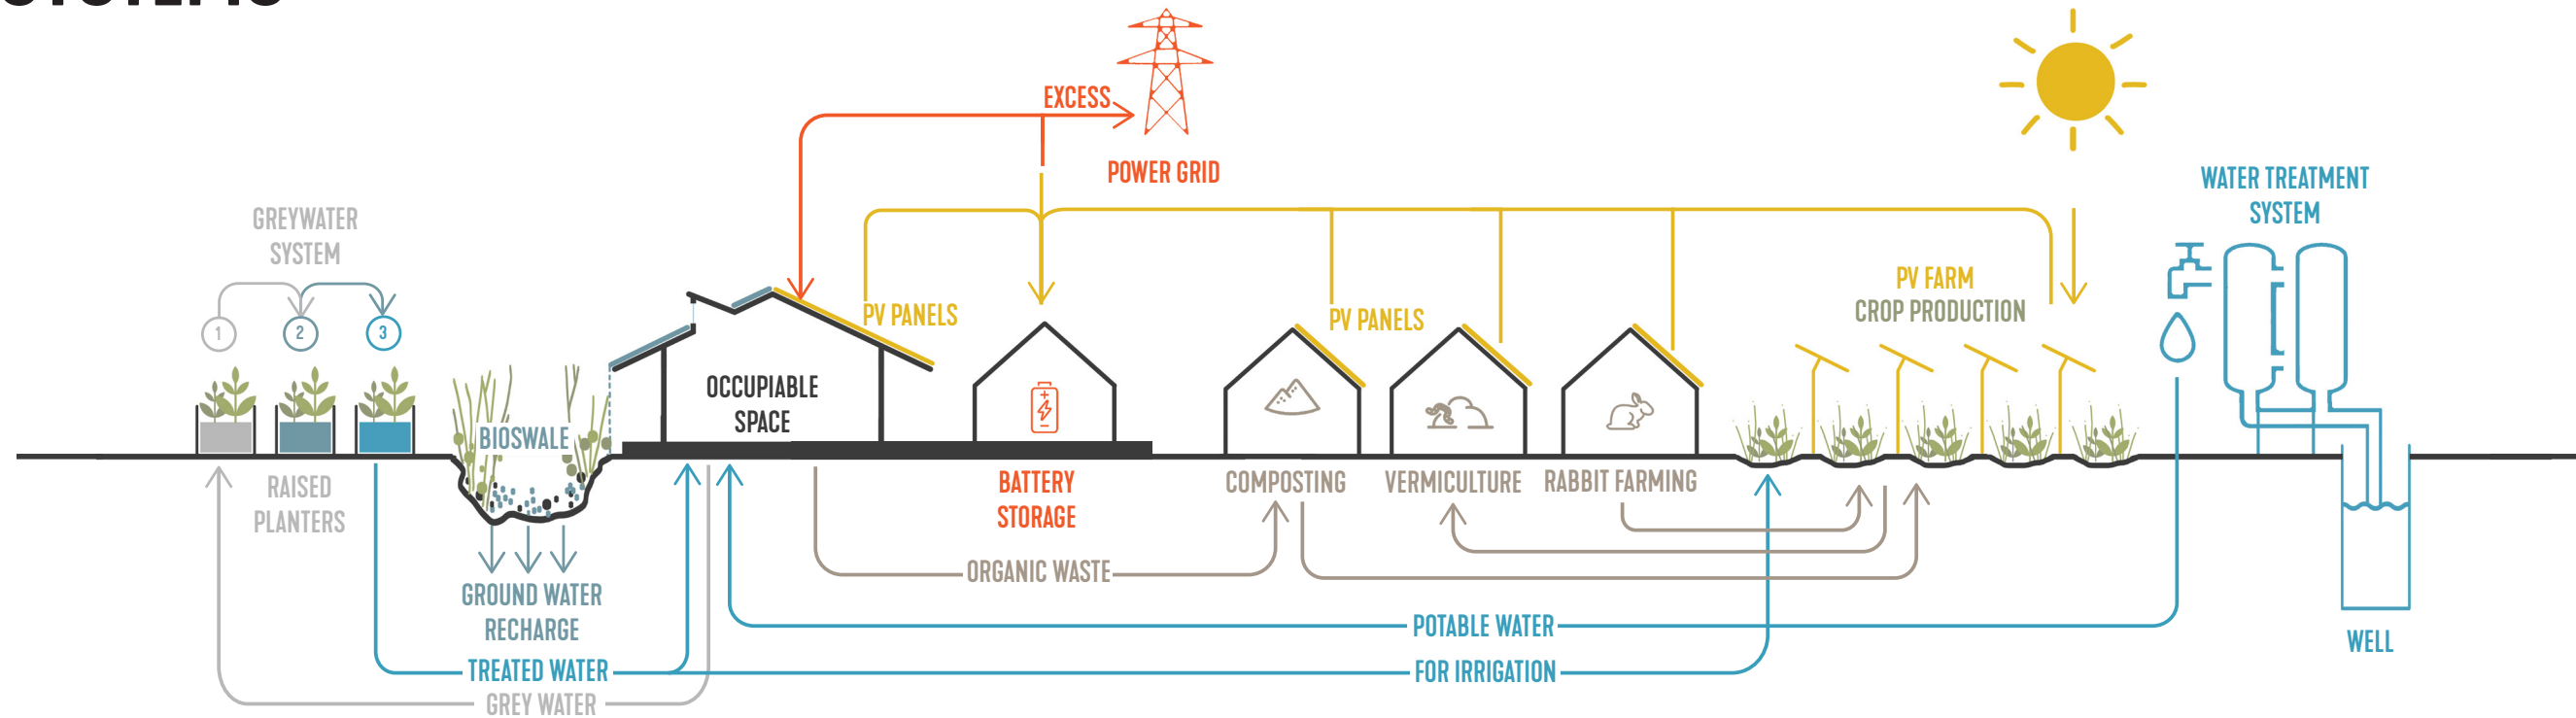 EXCESS
POWER GRID
WATER TREATMENT
SYSTEM
GREYWATER
SYSTEM
1
2
3
PV PANELS
PV PANELS
PV FARM
CROP PRODUCTION
OCCUPIABLE
SPACE
BIOSWALE
RAISED
PLANTERS
BATTERY
STORAGE
COMPOSTING
VERMICULTURE
RABBIT FARMING
ORGANIC WASTE
GROUND WATER
RECHARGE
POTABLE WATER
WELL
TREATED WATER
FOR IRRIGATION
GREY WATER